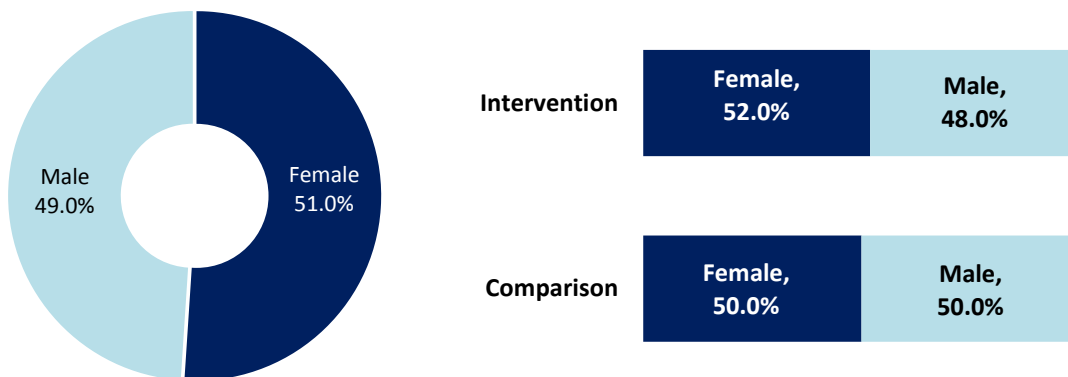 Male
49.0%
Female
51.0%
Intervention
Female,
52.0%
Male,
48.0%
Comparison
Female,
50.0%
Male,
50.0%